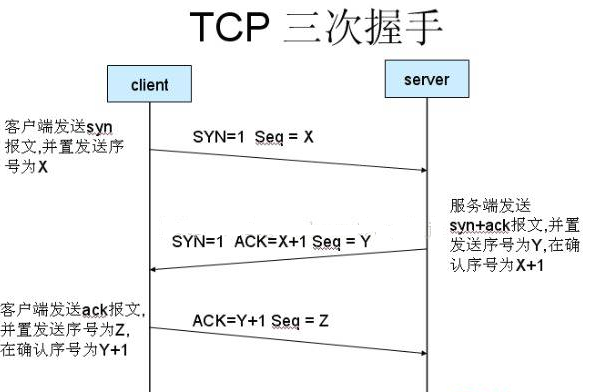 TCP 三次握手
client
server
客户端发送syn
报文,并置发送序
号为X
SYN=1 Seq = X
服务端发送
syn+ack报文,并置
发送序号为Y,在确
认序号为X+1
SYN=1 ACK=X+1 Seq = Y
客户端发送ack报文,
并置发送序号为Z,
在确认序号为Y+1
ACK=Y+1 Seq = Z